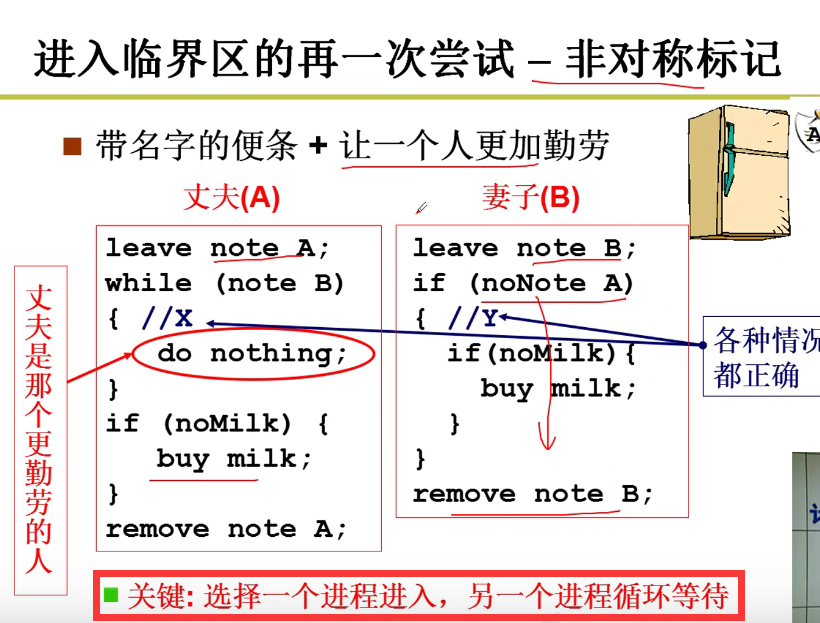 进入临界区的再一次尝试 – 非对称标记
带名字的便条 + 让一个人更加勤劳
丈夫(A)
leave note A;
while (note B)
{ //X
do nothing;
}
if (noMilk) {
buy milk;
}
remove note A;
妻子(B)
leave note B;
if (noNote A)
{ //Y
if(noMilk){
buy milk;
}
}
remove note B;
丈夫是那个更勤劳的人
各种情况
都正确
A
关键: 选择一个进程进入，另一个进程循环等待